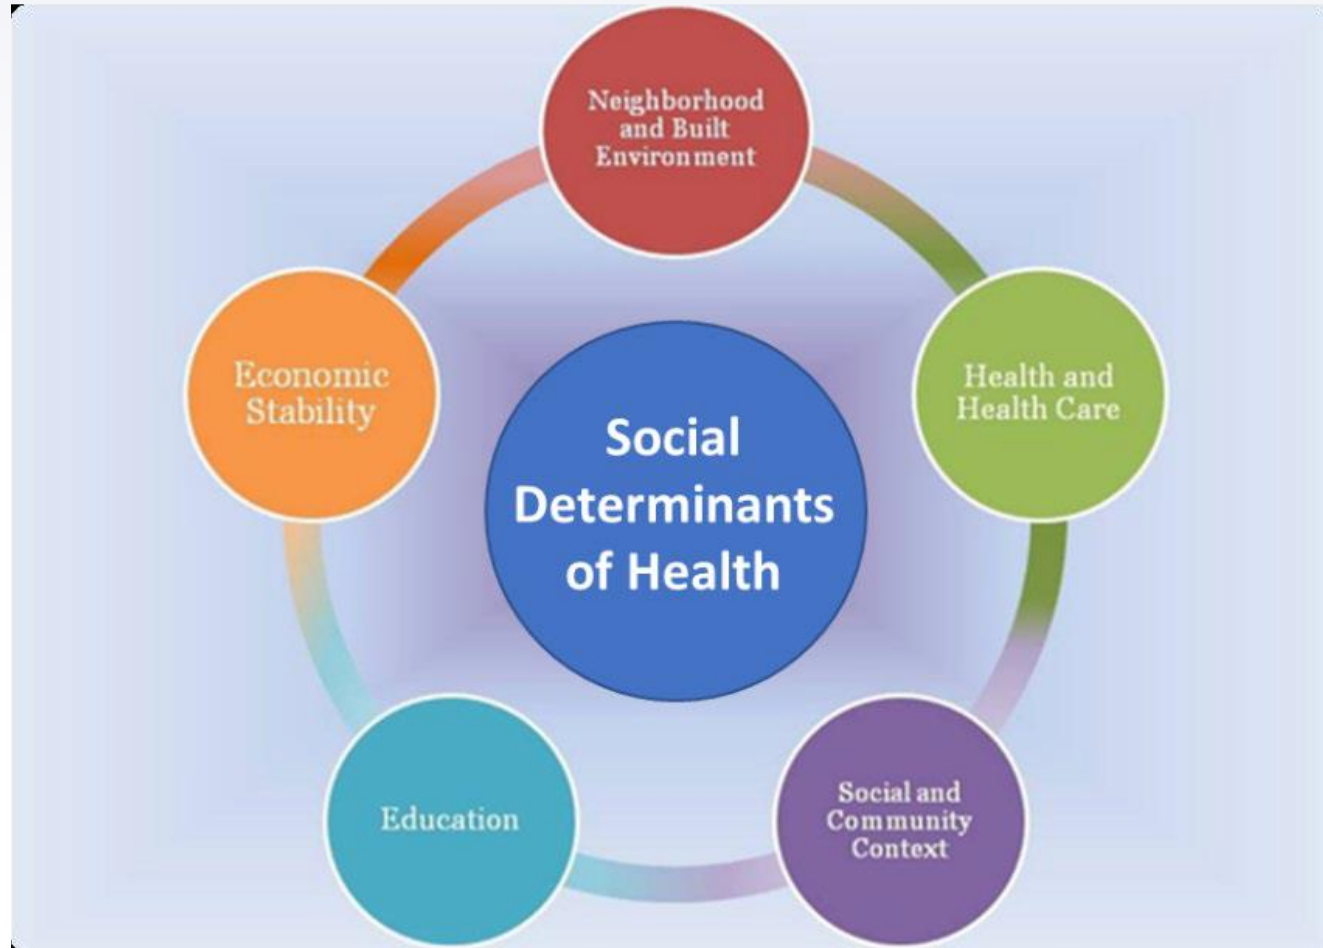 Neighborhood
and Built
Environment
Economic
Stability
Health and
Health Care
Social
Determinants
of Health
Education
Social and
Community
Context